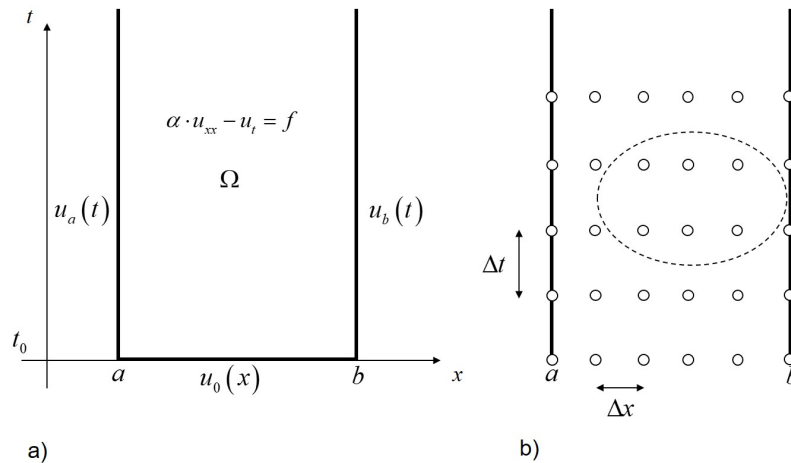 t
α · u_xx − u_t = f
Ω
u_a(t)
u_b(t)
t_0
a
u_0(x)
b
x
a)
Δt
a
b
Δx
b)